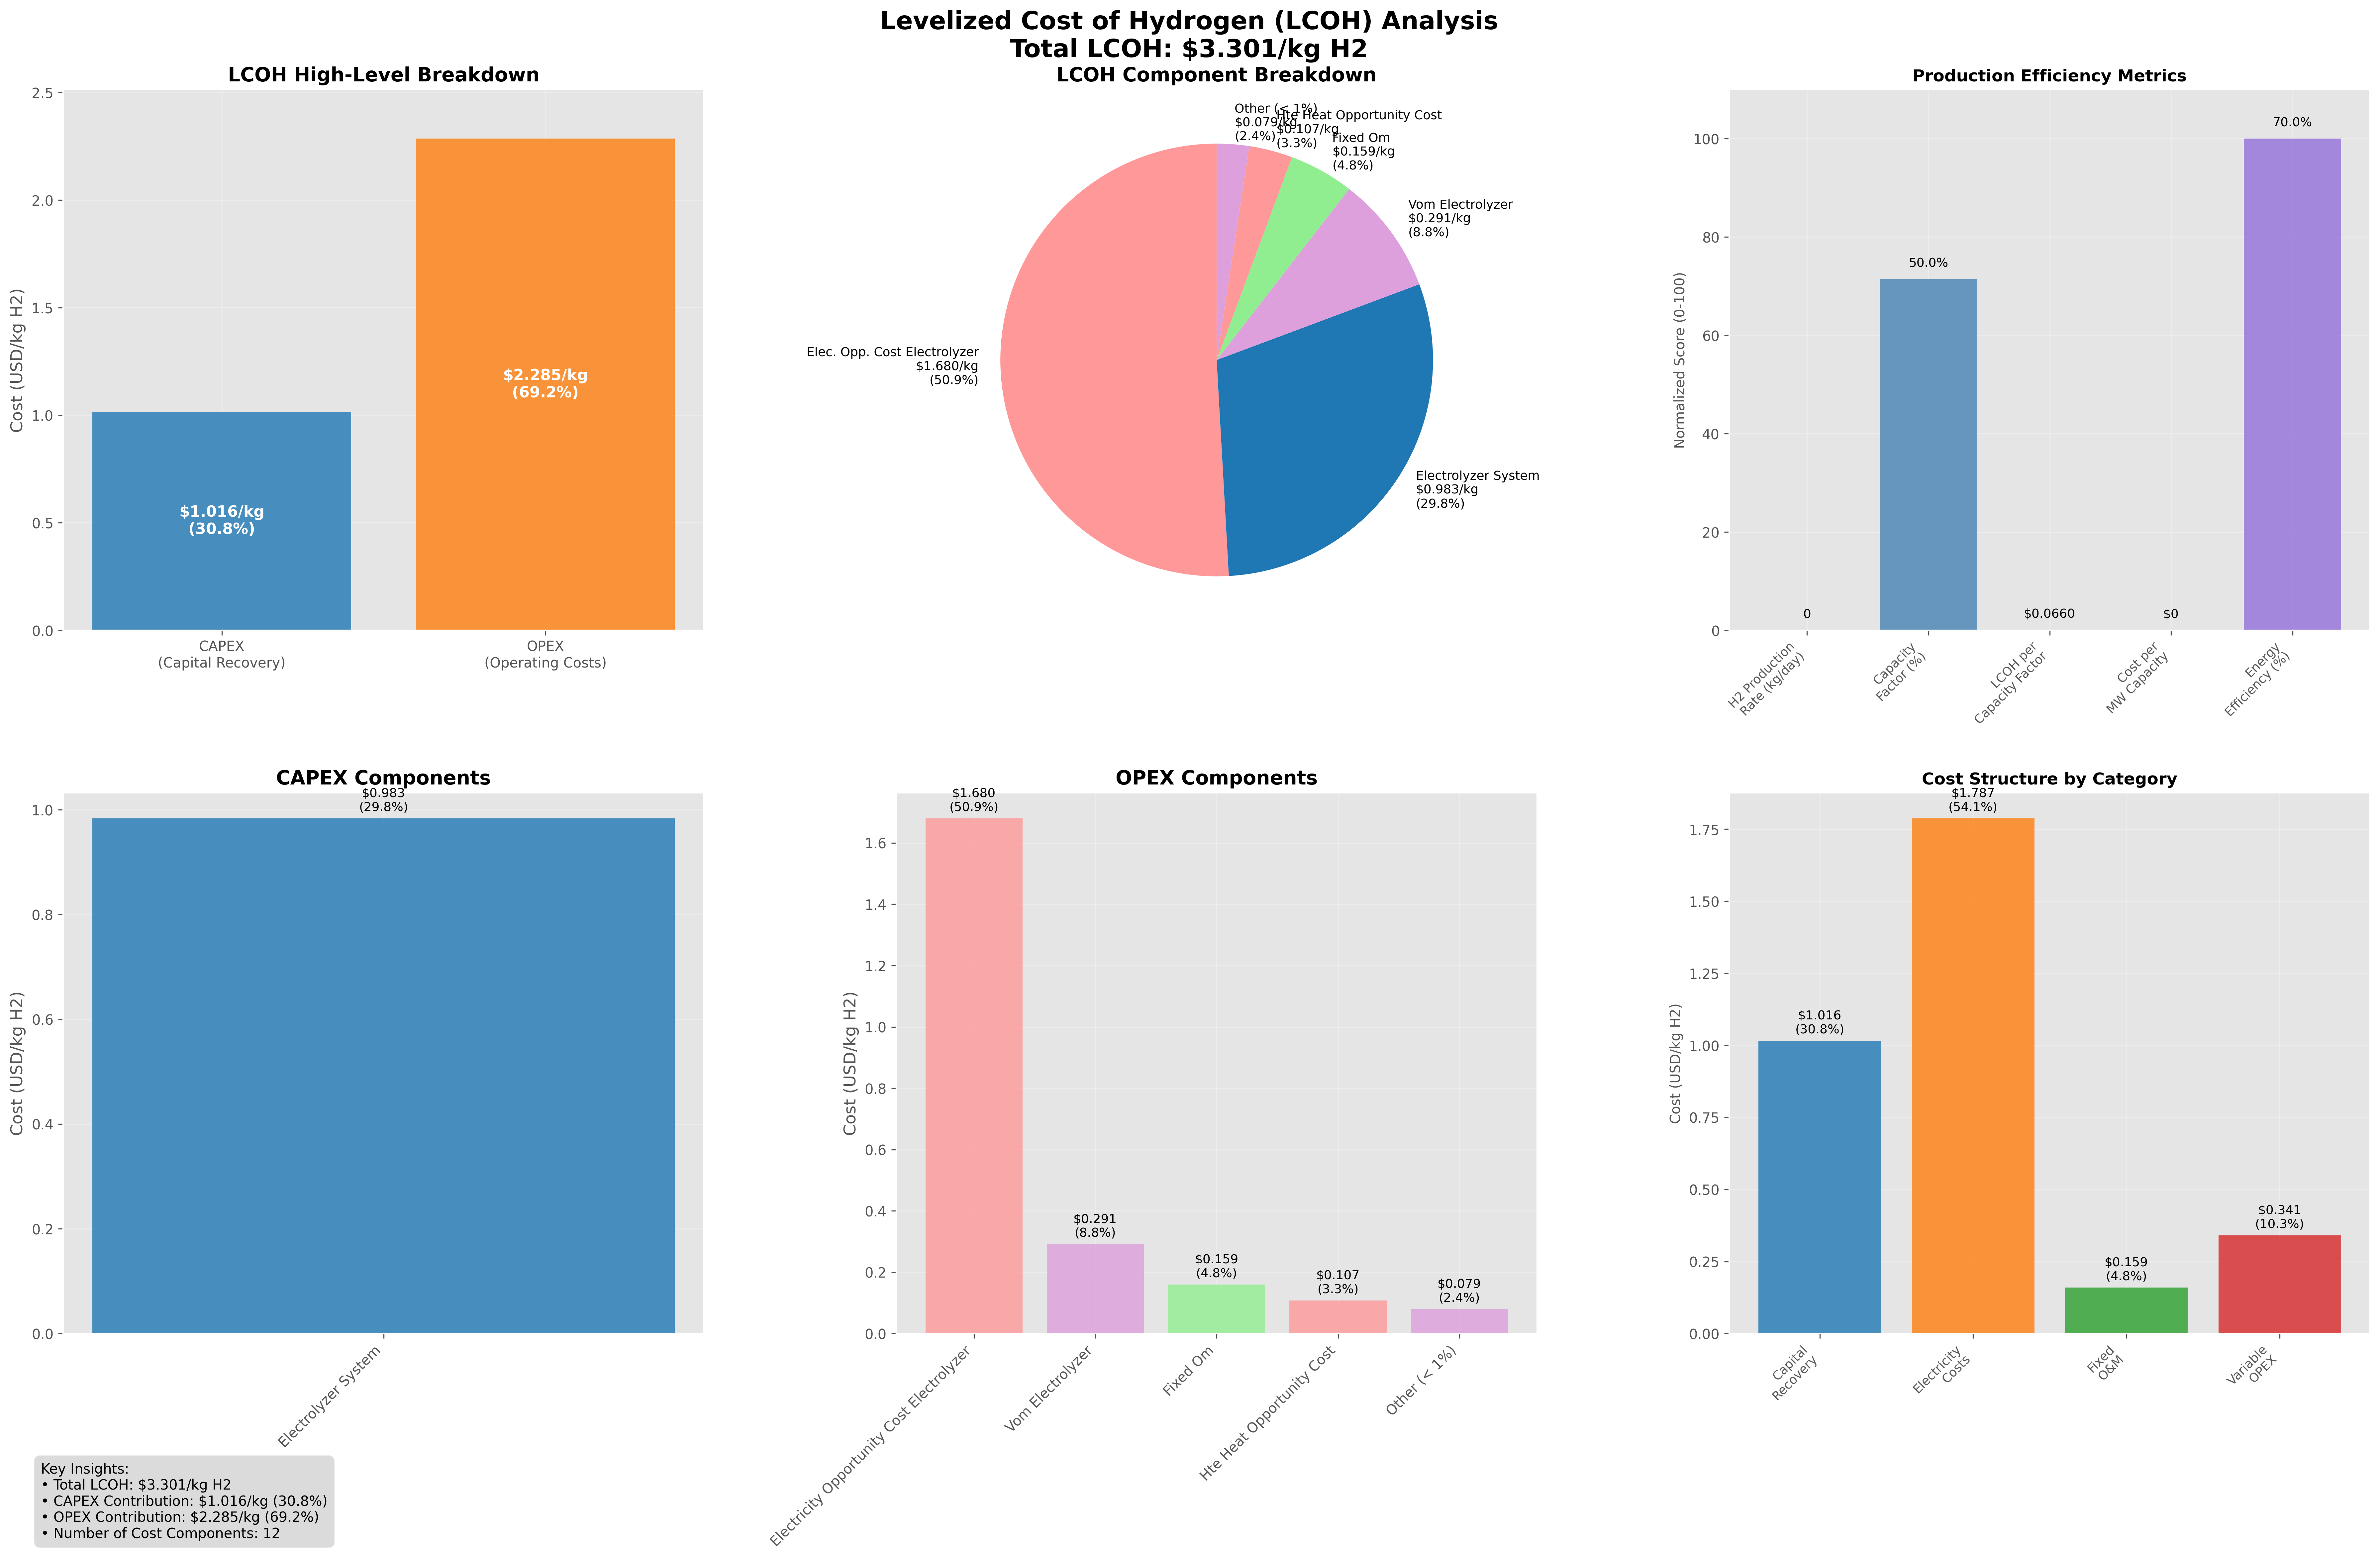 Levelized Cost of Hydrogen (LCOH) Analysis
Total LCOH: $3.301/kg H2
LCOH High-Level Breakdown
Cost (USD/kg H2)
2.5
2.0
1.5
1.0
0.5
0.0
$1.016/kg
(30.8%)
$2.285/kg
(69.2%)
CAPEX
(Capital Recovery)
OPEX
(Operating Costs)
LCOH Component Breakdown
Other (< 1%)
$0.079/kg
(2.4%)
Hte Heat Opportunity Cost
$0.107/kg
(3.3%)
Fixed Om
$0.159/kg
(4.8%)
Vom Electrolyzer
$0.291/kg
(8.8%)
Elec. Opp. Cost Electrolyzer
$1.680/kg
(50.9%)
Electrolyzer System
$0.983/kg
(29.8%)
Production Efficiency Metrics
Normalized Score (0-100)
100
80
60
40
20
0
0
50.0%
$0.0660
$0
70.0%
H2 Production
Rate (kg/day)
Capacity
Factor (%)
LCOH per
Capacity Factor
Cost per
MW Capacity
Energy
Efficiency (%)
CAPEX Components
Cost (USD/kg H2)
1.0
0.8
0.6
0.4
0.2
0.0
$0.983
(29.8%)
Electrolyzer System
OPEX Components
Cost (USD/kg H2)
1.6
1.4
1.2
1.0
0.8
0.6
0.4
0.2
0.0
$1.680
(50.9%)
$0.291
(8.8%)
$0.159
(4.8%)
$0.107
(3.3%)
$0.079
(2.4%)
Electricity Opportunity Cost Electrolyzer
Vom Electrolyzer
Fixed Om
Hte Heat Opportunity Cost
Other (< 1%)
Cost Structure by Category
Cost (USD/kg H2)
1.75
1.50
1.25
1.00
0.75
0.50
0.25
0.00
$1.016
(30.8%)
$1.787
(54.1%)
$0.159
(4.8%)
$0.341
(10.3%)
Capital
Recovery
Electricity
Costs
Fixed
O&M
Variable
OPEX
Key Insights:
• Total LCOH: $3.301/kg H2
• CAPEX Contribution: $1.016/kg (30.8%)
• OPEX Contribution: $2.285/kg (69.2%)
• Number of Cost Components: 12